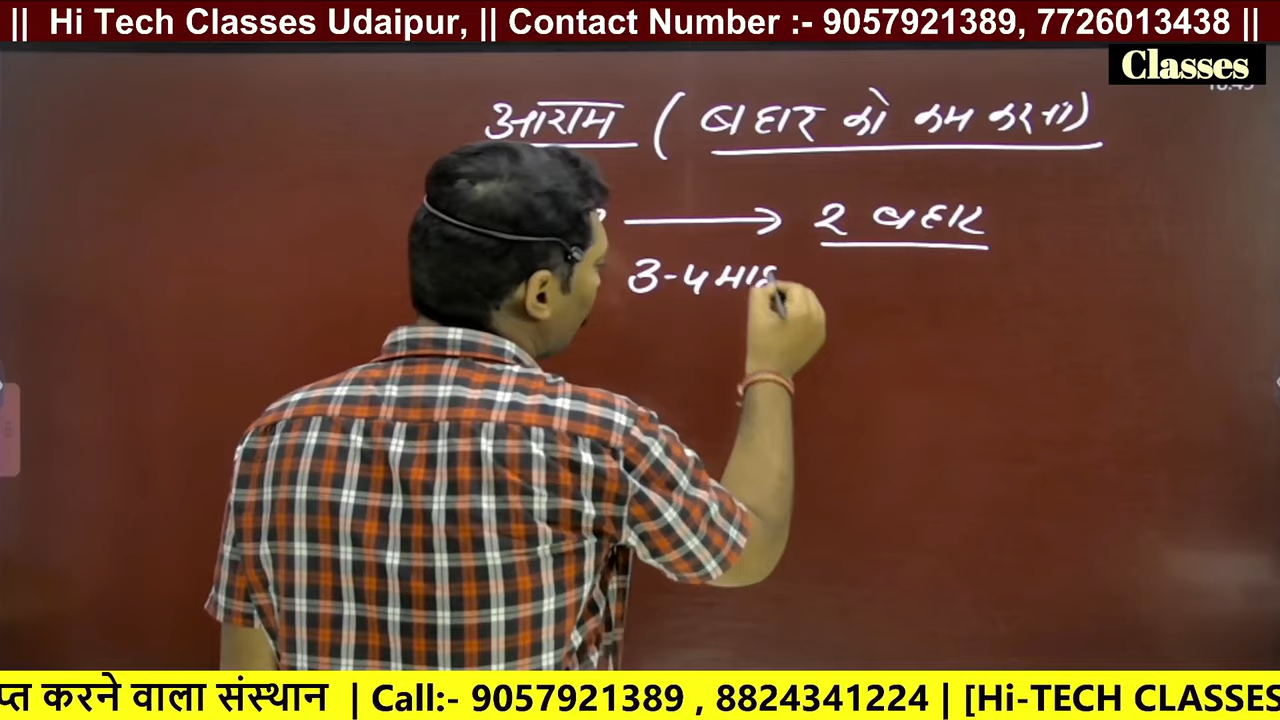 || Hi Tech Classes Udaipur, || Contact Number :- 9057921389, 7726013438 ||
Classes
आराम ( बहार को कम करना)
→ 2 बहार
3-4 माह
प्त करने वाला संस्थान | Call:- 9057921389 , 8824341224 | [Hi-TECH CLASSES